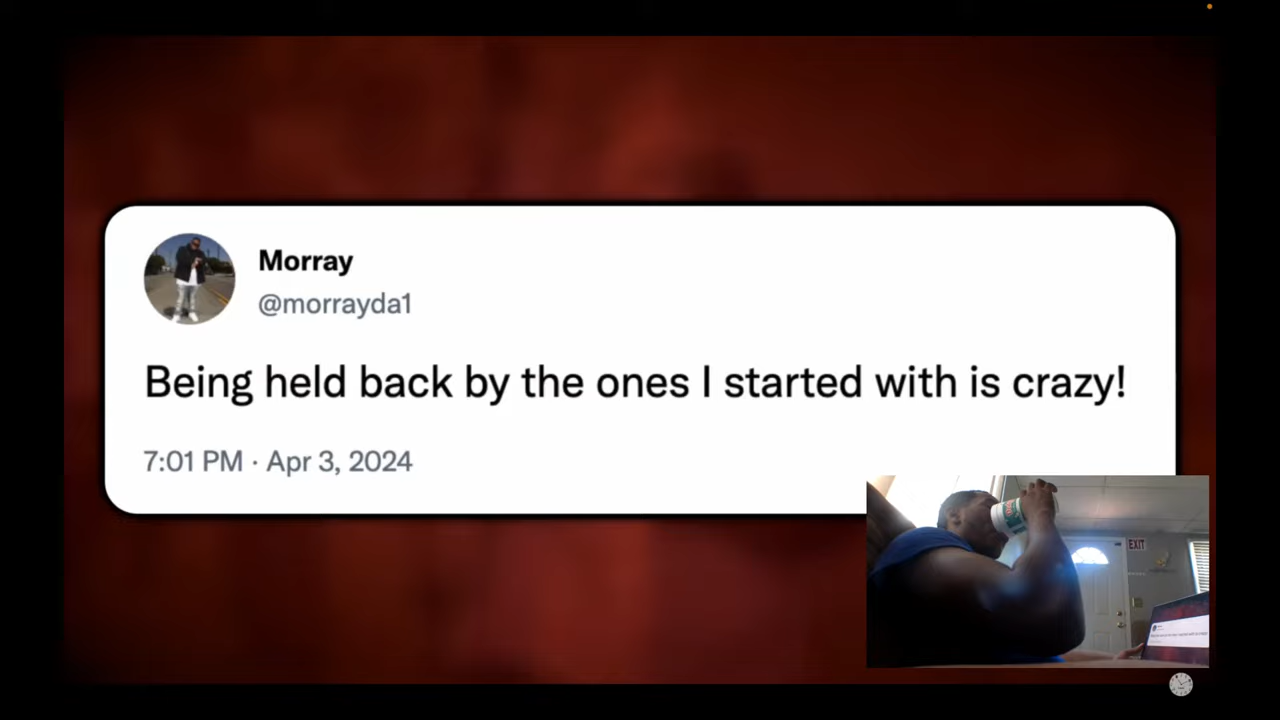 Morray
@morrayda1
Being held back by the ones I started with is crazy!
7:01 PM · Apr 3, 2024
EXIT